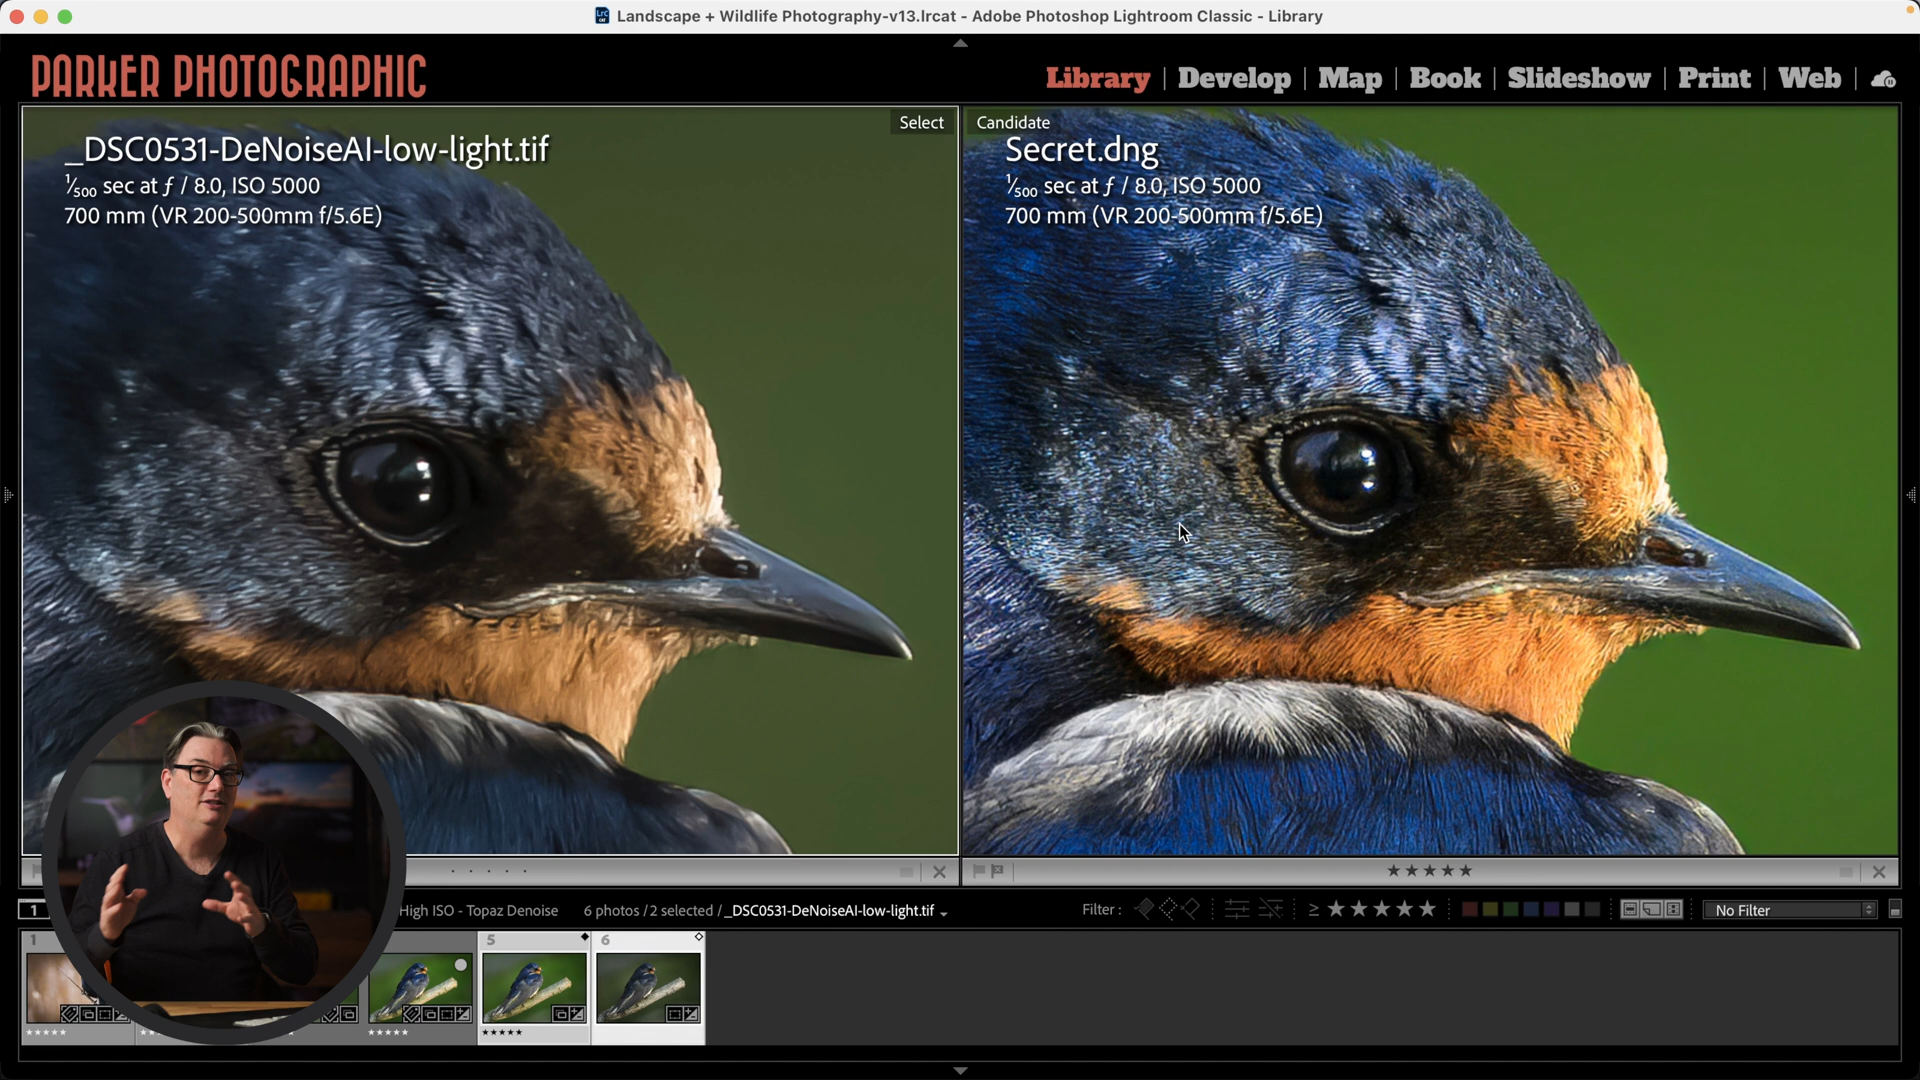 Landscape + Wildlife Photography-v13.lrcat - Adobe Photoshop Lightroom Classic - Library
PARKER PHOTOGRAPHIC
Library | Develop | Map | Book | Slideshow | Print | Web
Select
_DSC0531-DeNoiseAI-low-light.tif
1/500 sec at ƒ / 8.0, ISO 5000
700 mm (VR 200-500mm f/5.6E)
Candidate
Secret.dng
1/500 sec at ƒ / 8.0, ISO 5000
700 mm (VR 200-500mm f/5.6E)
1
High ISO - Topaz Denoise
6 photos / 2 selected / _DSC0531-DeNoiseAI-low-light.tif
Filter :
≥ ★★★★★
No Filter
1
5
6